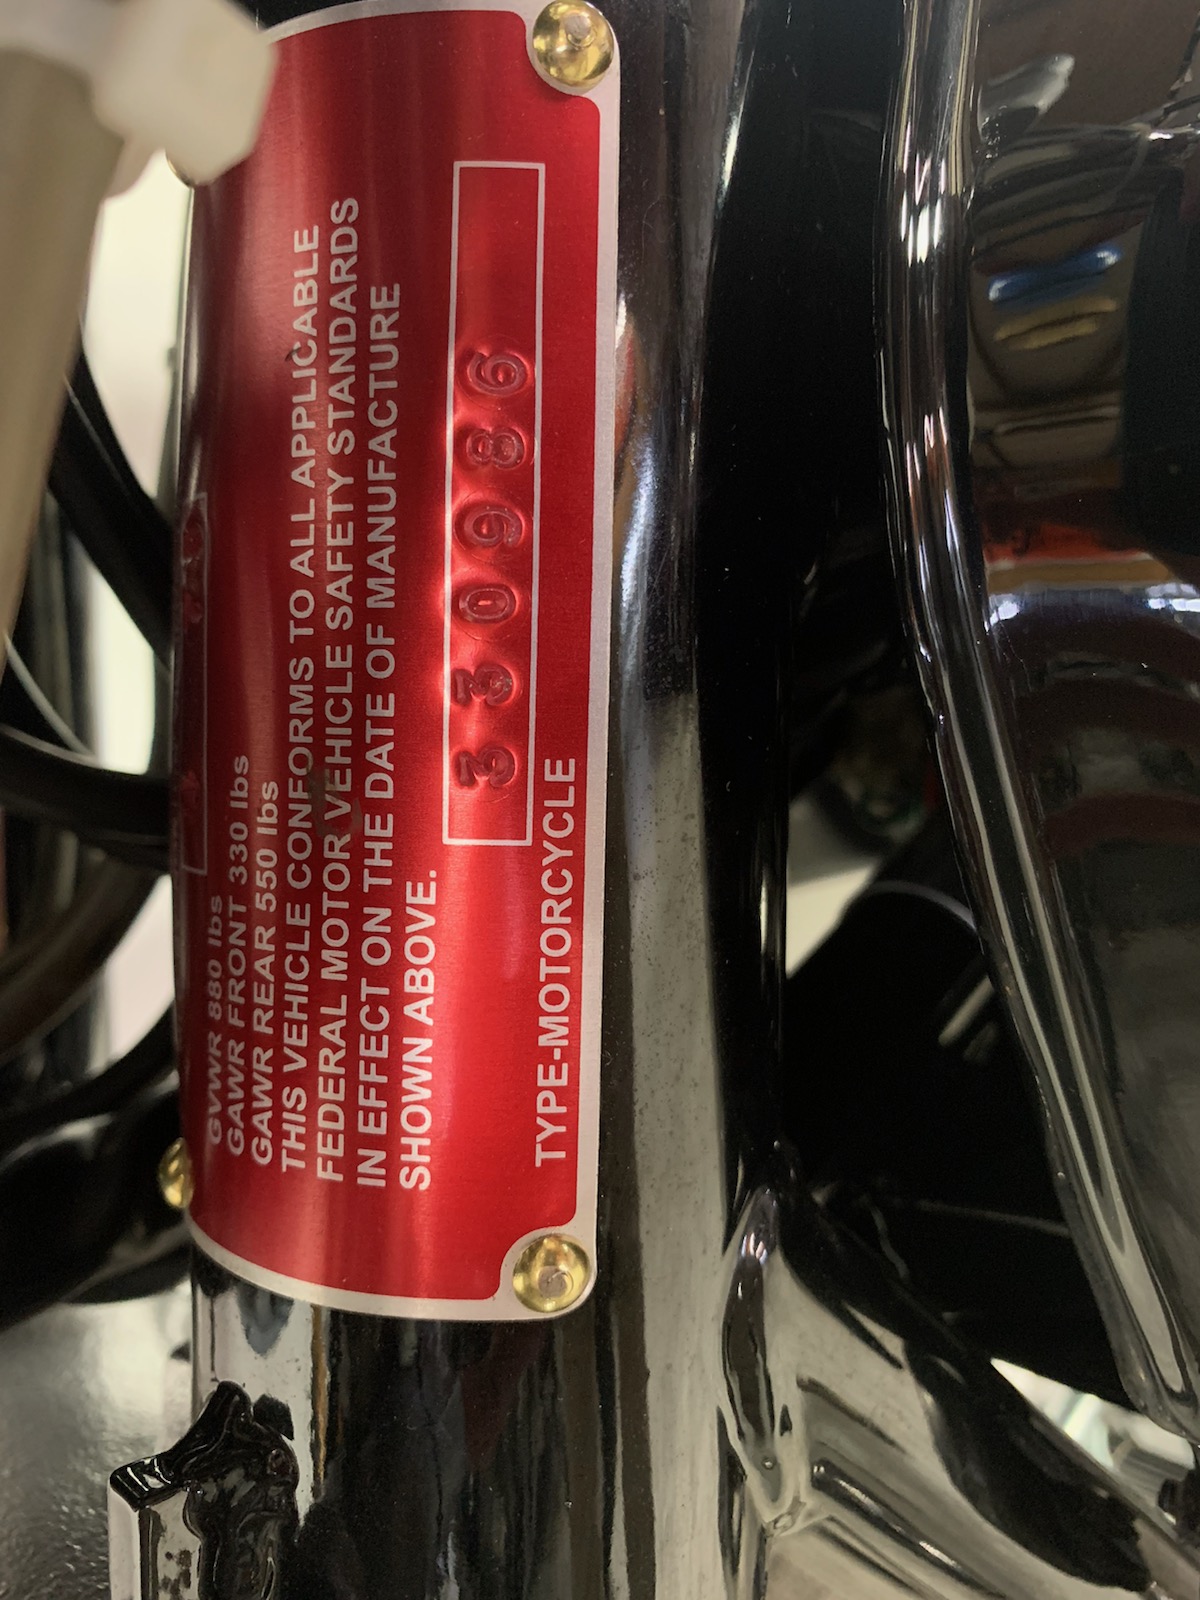 GVWR 880 lbs
GAWR FRONT 330 lbs
GAWR REAR 550 lbs
THIS VEHICLE CONFORMS TO ALL APPLICABLE
FEDERAL MOTOR VEHICLE SAFETY STANDARDS
IN EFFECT ON THE DATE OF MANUFACTURE
SHOWN ABOVE.
330986
TYPE-MOTORCYCLE